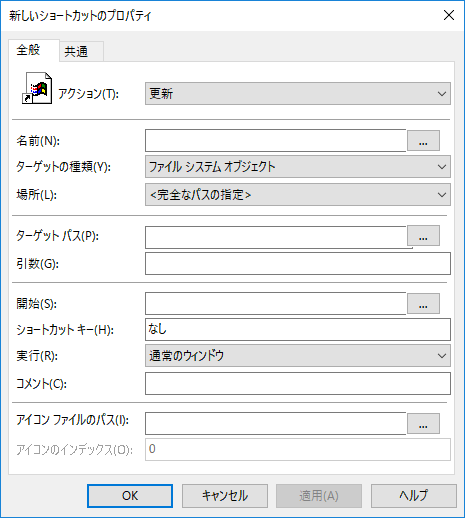 新しいショートカットのプロパティ
全般 共通
アクション(T): 更新
名前(N): ...
ターゲットの種類(Y): ファイル システム オブジェクト
場所(L): <完全なパスの指定>
ターゲット パス(P): ...
引数(G):
開始(S): ...
ショートカット キー(H): なし
実行(R): 通常のウィンドウ
コメント(C):
アイコン ファイルのパス(I): ...
アイコンのインデックス(O): 0
OK キャンセル 適用(A) ヘルプ